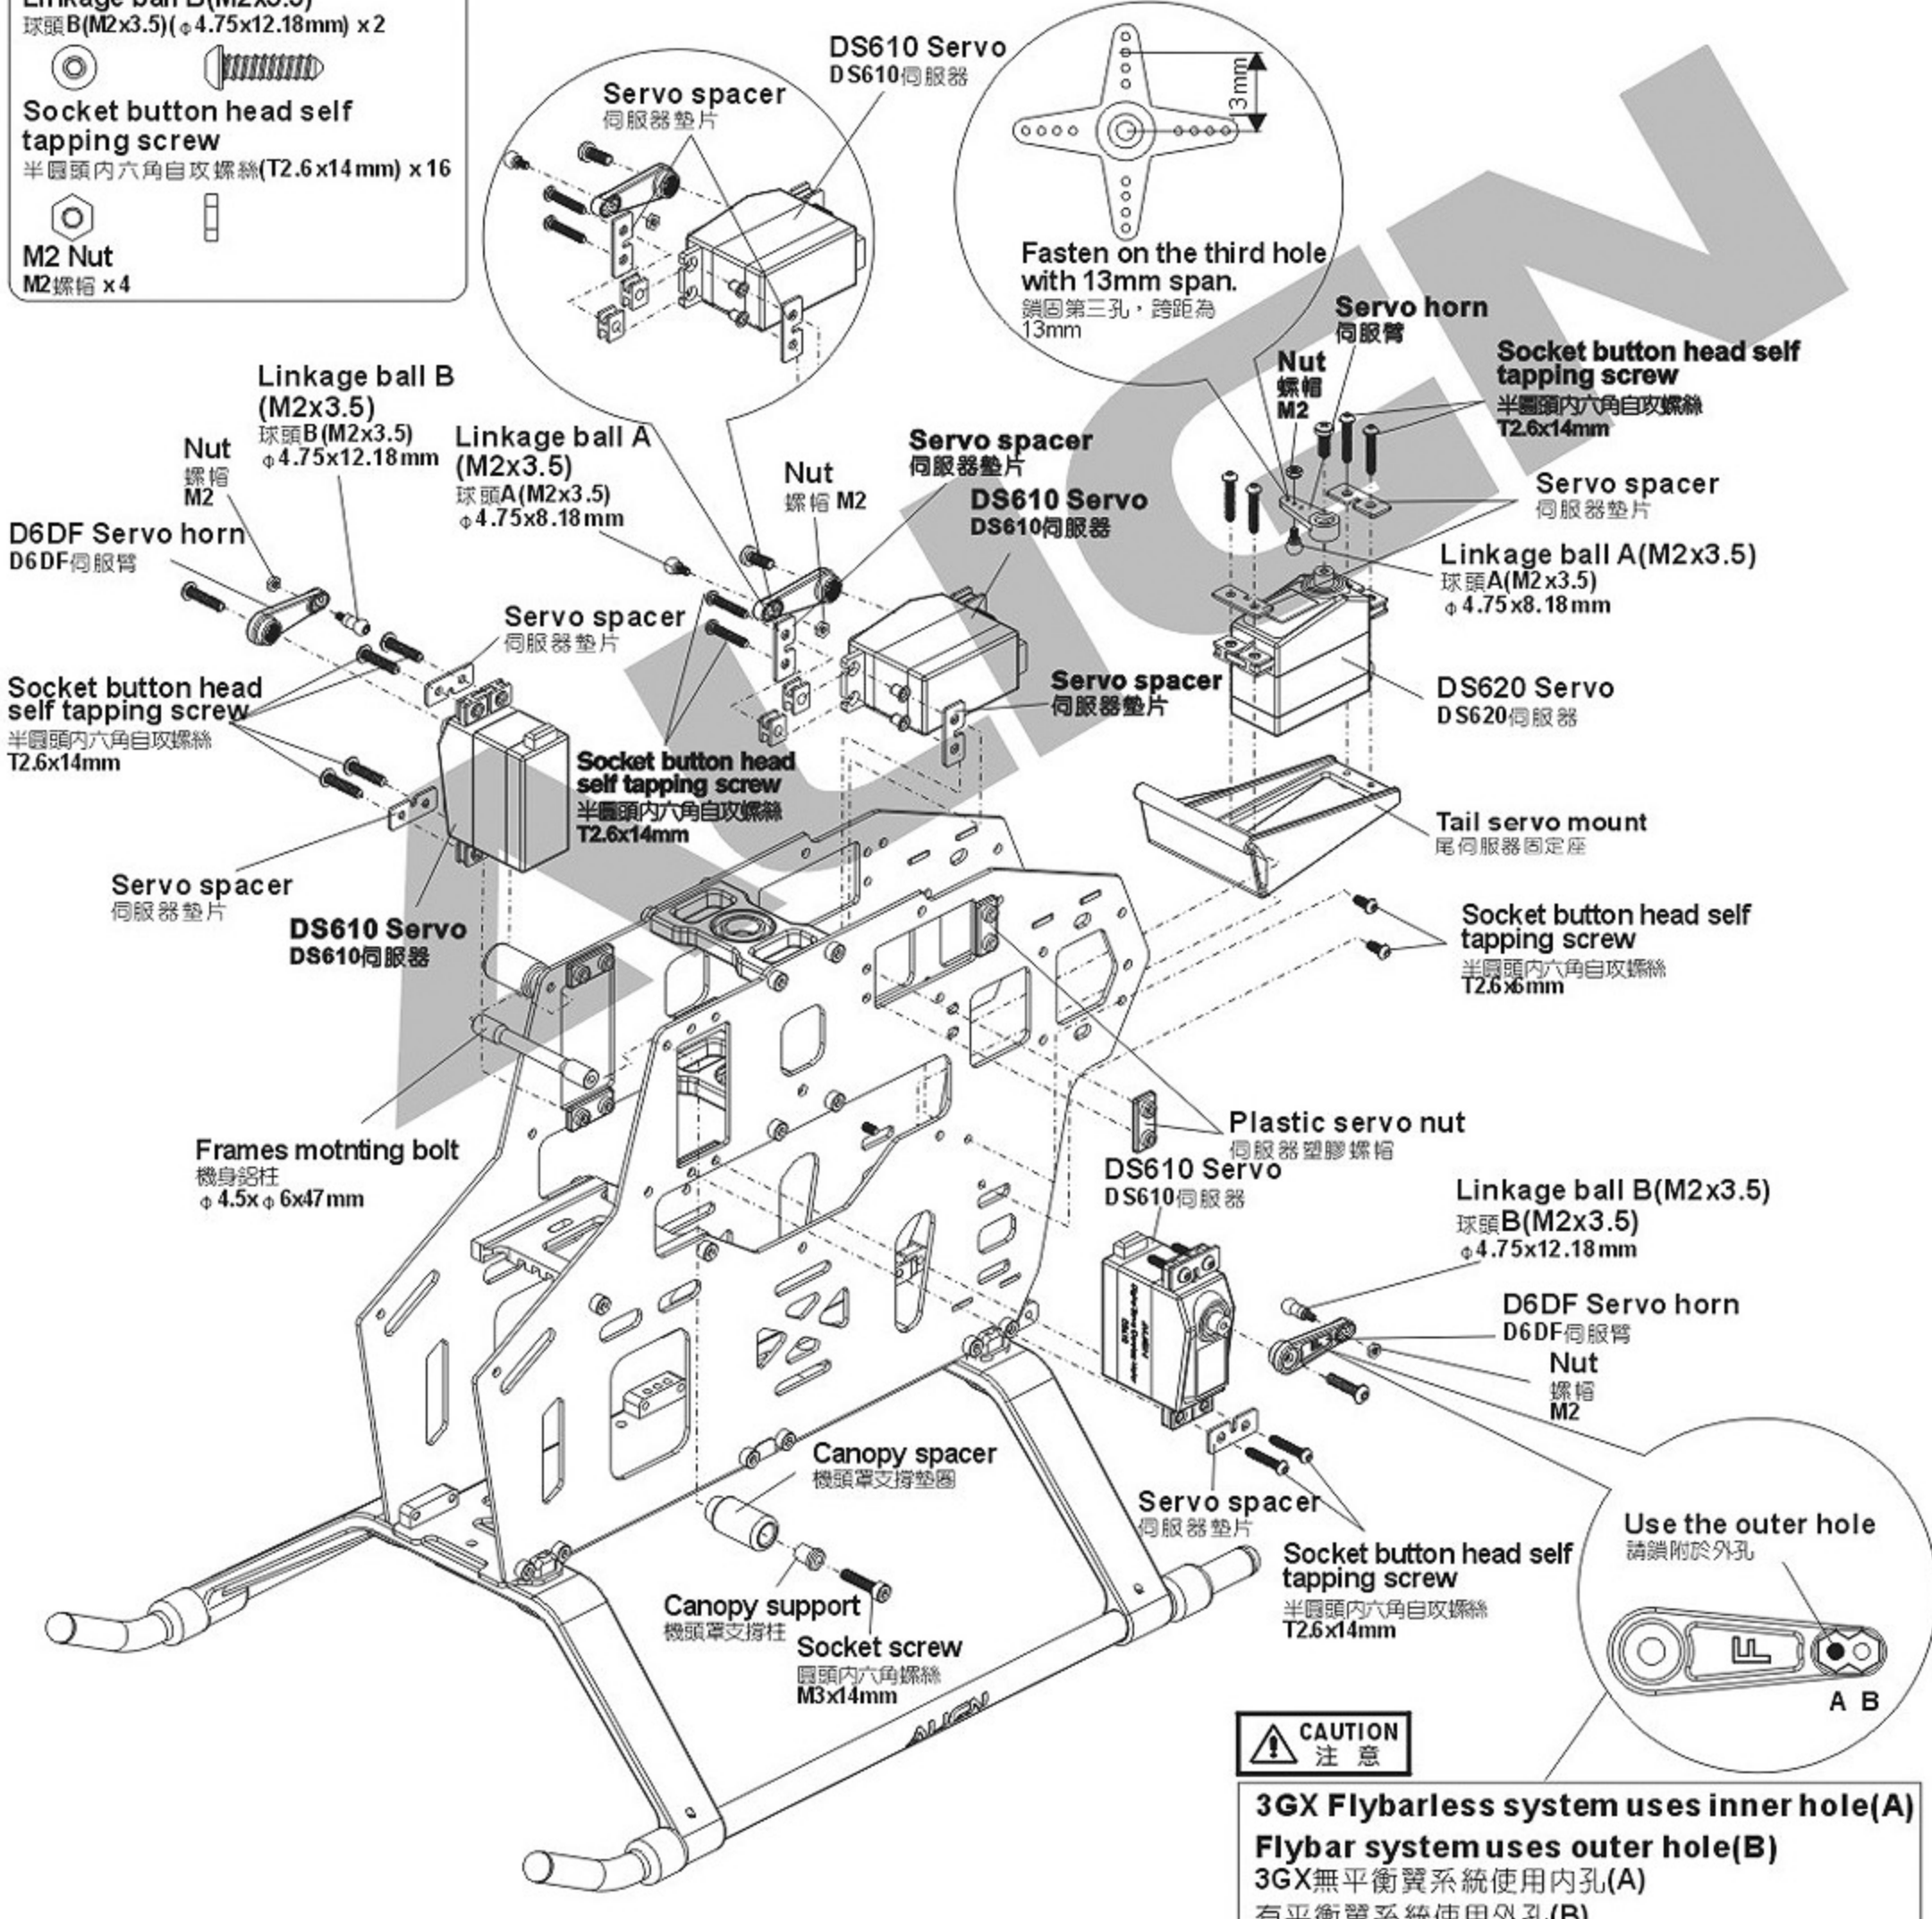 Linkage ball B(M2x3.5)
球頭B(M2x3.5)(φ4.75x12.18mm) x 2
Socket button head self
tapping screw
半圓頭內六角自攻螺絲(T2.6x14mm) x 16
M2 Nut
M2螺帽 x 4
Servo spacer
伺服器墊片
DS610 Servo
DS610伺服器
13mm
Fasten on the third hole
with 13mm span.
鎖固第三孔，跨距為
13mm
Servo horn
伺服臂
Nut
螺帽
M2
Socket button head self
tapping screw
半圓頭內六角自攻螺絲
T2.6x14mm
Servo spacer
伺服器墊片
Linkage ball A(M2x3.5)
球頭A(M2x3.5)
φ4.75x8.18mm
DS620 Servo
DS620伺服器
Tail servo mount
尾伺服器固定座
Socket button head self
tapping screw
半圓頭內六角自攻螺絲
T2.6x6mm
Linkage ball B
(M2x3.5)
球頭B(M2x3.5)
φ4.75x12.18mm
Nut
螺帽
M2
D6DF Servo horn
D6DF伺服臂
Linkage ball A
(M2x3.5)
球頭A(M2x3.5)
φ4.75x8.18mm
Nut
螺帽 M2
Servo spacer
伺服器墊片
DS610 Servo
DS610伺服器
Servo spacer
伺服器墊片
Servo spacer
伺服器墊片
Socket button head
self tapping screw
半圓頭內六角自攻螺絲
T2.6x14mm
Socket button head
self tapping screw
半圓頭內六角自攻螺絲
T2.6x14mm
Servo spacer
伺服器墊片
DS610 Servo
DS610伺服器
Frames motnting bolt
機身鋁柱
φ4.5xφ6x47mm
Plastic servo nut
伺服器塑膠螺帽
DS610 Servo
DS610伺服器
Linkage ball B(M2x3.5)
球頭B(M2x3.5)
φ4.75x12.18mm
D6DF Servo horn
D6DF伺服臂
Nut
螺帽
M2
Canopy spacer
機頭罩支撐墊圈
Canopy support
機頭罩支撐柱
Socket screw
圓頭內六角螺絲
M3x14mm
Servo spacer
伺服器墊片
Socket button head self
tapping screw
半圓頭內六角自攻螺絲
T2.6x14mm
Use the outer hole
請鎖附於外孔
F
A B
ALIGN
ALIGN
CAUTION
注 意
3GX Flybarless system uses inner hole(A)
Flybar system uses outer hole(B)
3GX無平衡翼系統使用內孔(A)
有平衡翼系統使用外孔(B)